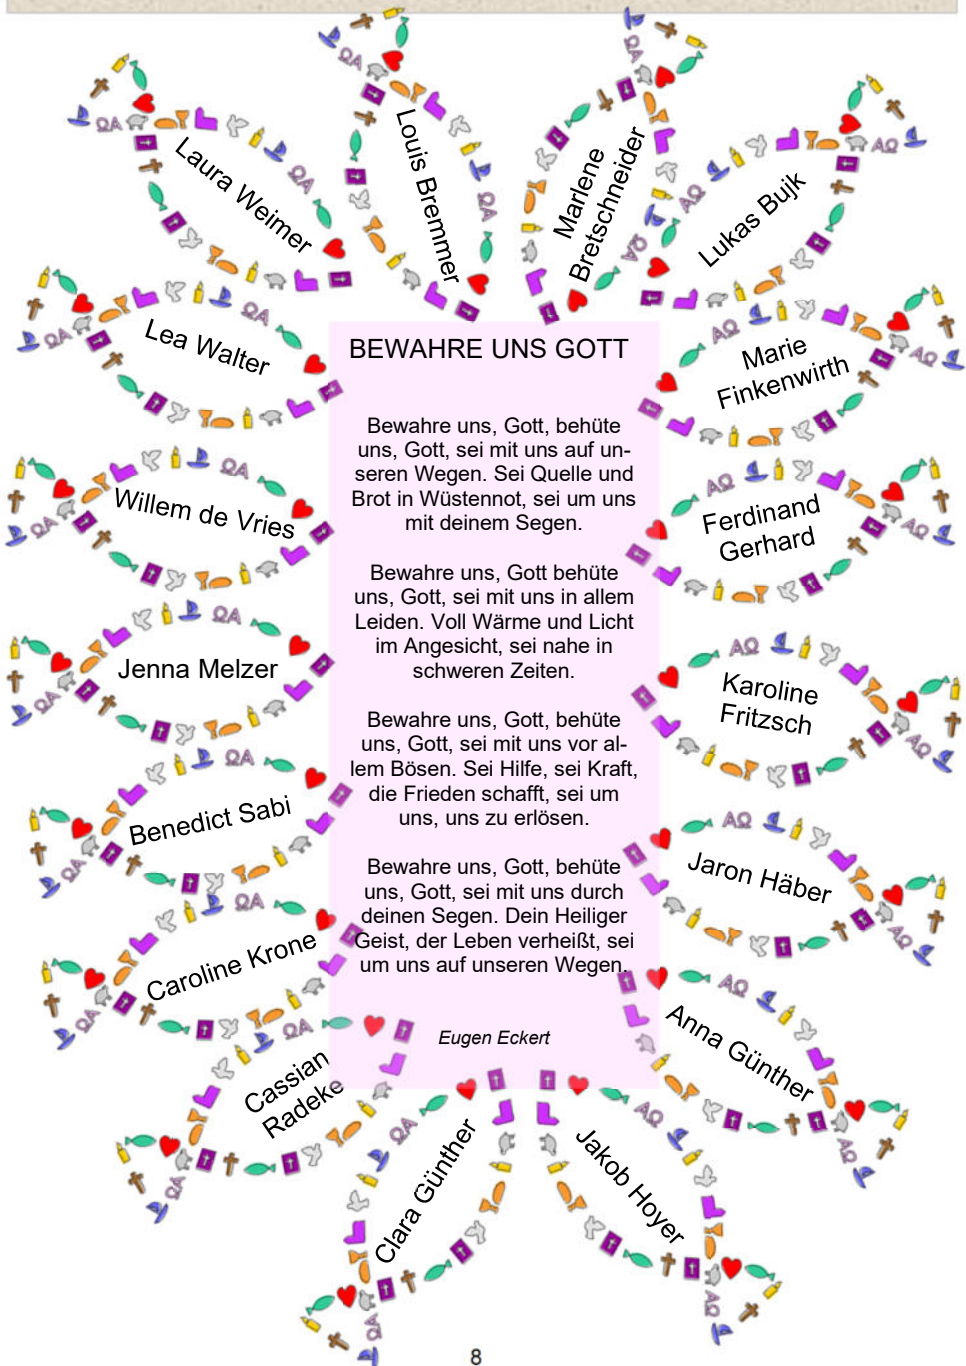 Laura Weimer
Louis Bremmer
Marlene
Bretschneider
Lukas Bujk
Lea Walter
Marie
Finkenwirth
Willem de Vries
Ferdinand
Gerhard
Jenna Melzer
Karoline
Fritzsch
Benedict Sabi
Jaron Häber
Caroline Krone
Anna Günther
Cassian
Radeke
Clara Günther
Jakob Hoyer
BEWAHRE UNS GOTT
Bewahre uns, Gott, behüte
uns, Gott, sei mit uns auf un-
seren Wegen. Sei Quelle und
Brot in Wüstennot, sei um uns
mit deinem Segen.
Bewahre uns, Gott behüte
uns, Gott, sei mit uns in allem
Leiden. Voll Wärme und Licht
im Angesicht, sei nahe in
schweren Zeiten.
Bewahre uns, Gott, behüte
uns, Gott, sei mit uns vor al-
lem Bösen. Sei Hilfe, sei Kraft,
die Frieden schafft, sei um
uns, uns zu erlösen.
Bewahre uns, Gott, behüte
uns, Gott, sei mit uns durch
deinen Segen. Dein Heiliger
Geist, der Leben verheißt, sei
um uns auf unseren Wegen.
Eugen Eckert
8